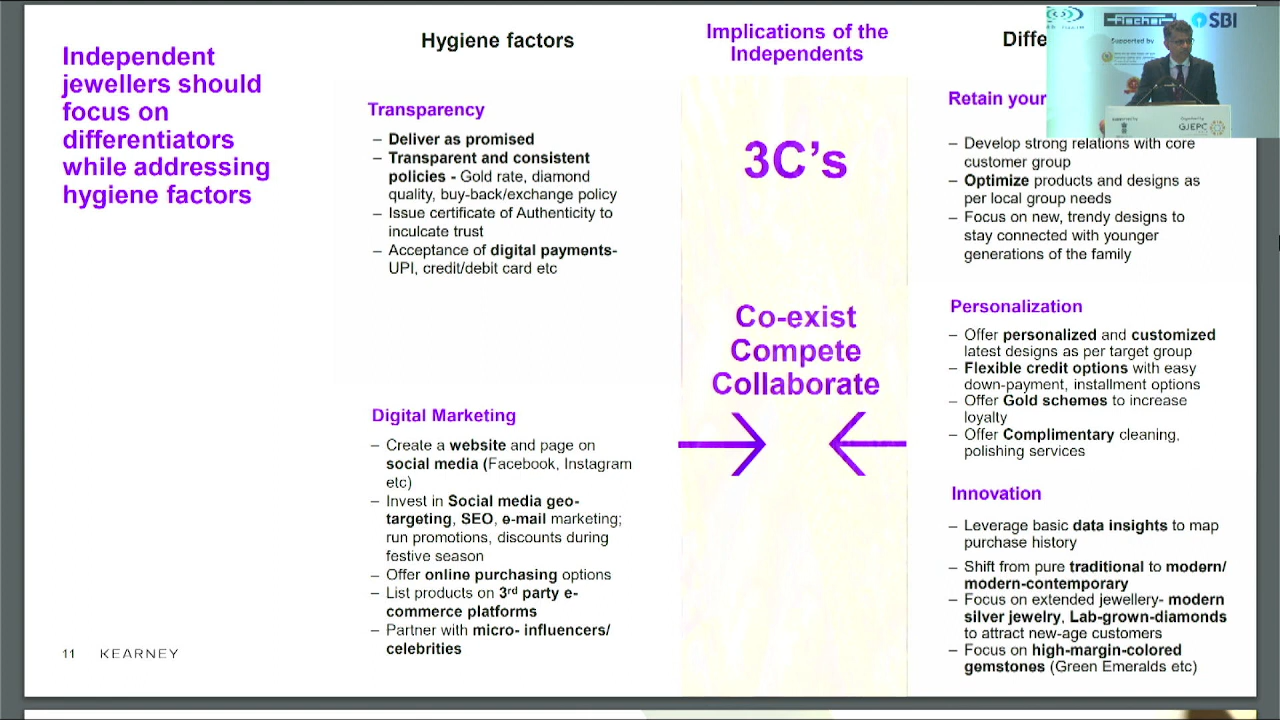 Independent
jewellers should
focus on
differentiators
while addressing
hygiene factors
Hygiene factors
Transparency
– Deliver as promised
– Transparent and consistent
policies - Gold rate, diamond
quality, buy-back/exchange policy
– Issue certificate of Authenticity to
inculcate trust
– Acceptance of digital payments-
UPI, credit/debit card etc
Digital Marketing
– Create a website and page on
social media (Facebook, Instagram
etc)
– Invest in Social media geo-
targeting, SEO, e-mail marketing;
run promotions, discounts during
festive season
– Offer online purchasing options
– List products on 3rd party e-
commerce platforms
– Partner with micro- influencers/
celebrities
Implications of the
Independents
3C's
Co-exist
Compete
Collaborate
Diffe
Retain your
– Develop strong relations with core
customer group
– Optimize products and designs as
per local group needs
– Focus on new, trendy designs to
stay connected with younger
generations of the family
Personalization
– Offer personalized and customized
latest designs as per target group
– Flexible credit options with easy
down-payment, installment options
– Offer Gold schemes to increase
loyalty
– Offer Complimentary cleaning,
polishing services
Innovation
– Leverage basic data insights to map
purchase history
– Shift from pure traditional to modern/
modern-contemporary
– Focus on extended jewellery- modern
silver jewelry, Lab-grown-diamonds
to attract new-age customers
– Focus on high-margin-colored
gemstones (Green Emeralds etc)
SBI
Supported by
GJEPC
11 KEARNEY